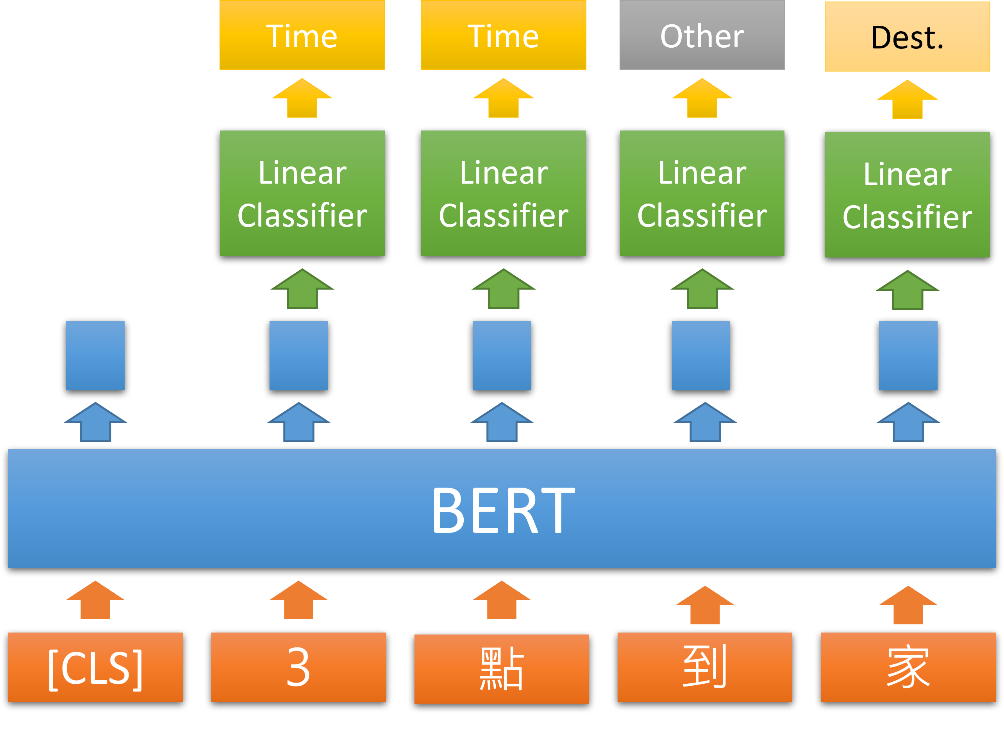 Time Time Other Dest.
Linear Linear Linear Linear
Classifier Classifier Classifier Classifier
BERT
[CLS] 3 點 到 家